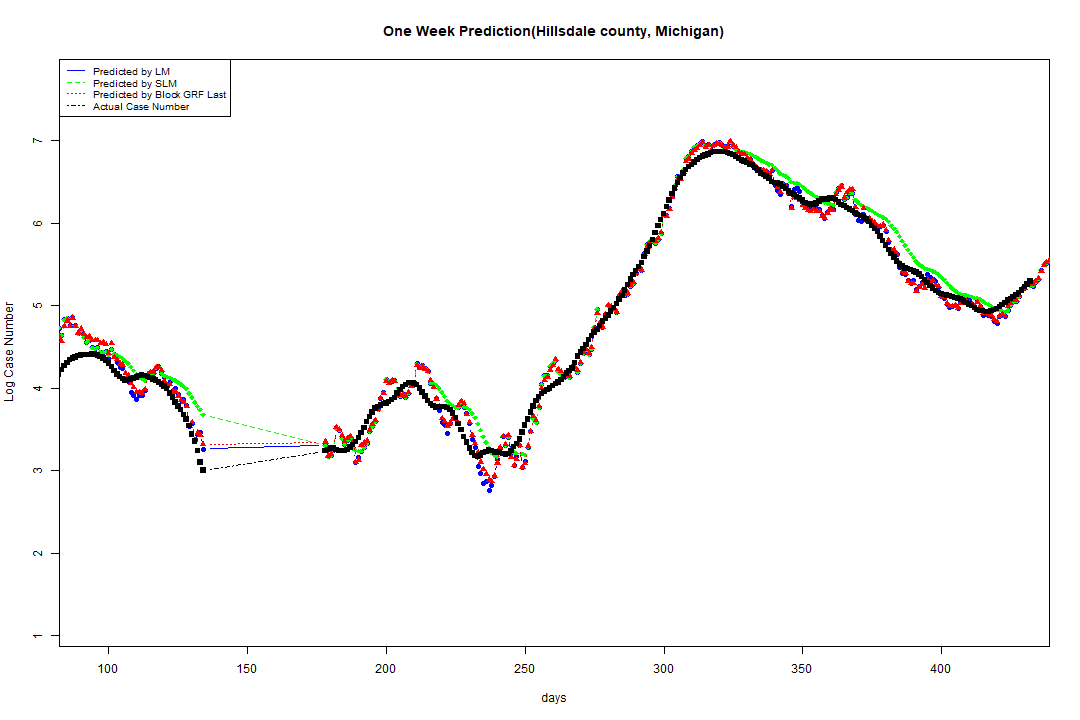 One Week Prediction(Hillsdale county, Michigan)
Predicted by LM
Predicted by SLM
Predicted by Block GRF Last
Actual Case Number
Log Case Number
7
6
5
4
3
2
1
100 150 200 250 300 350 400
days